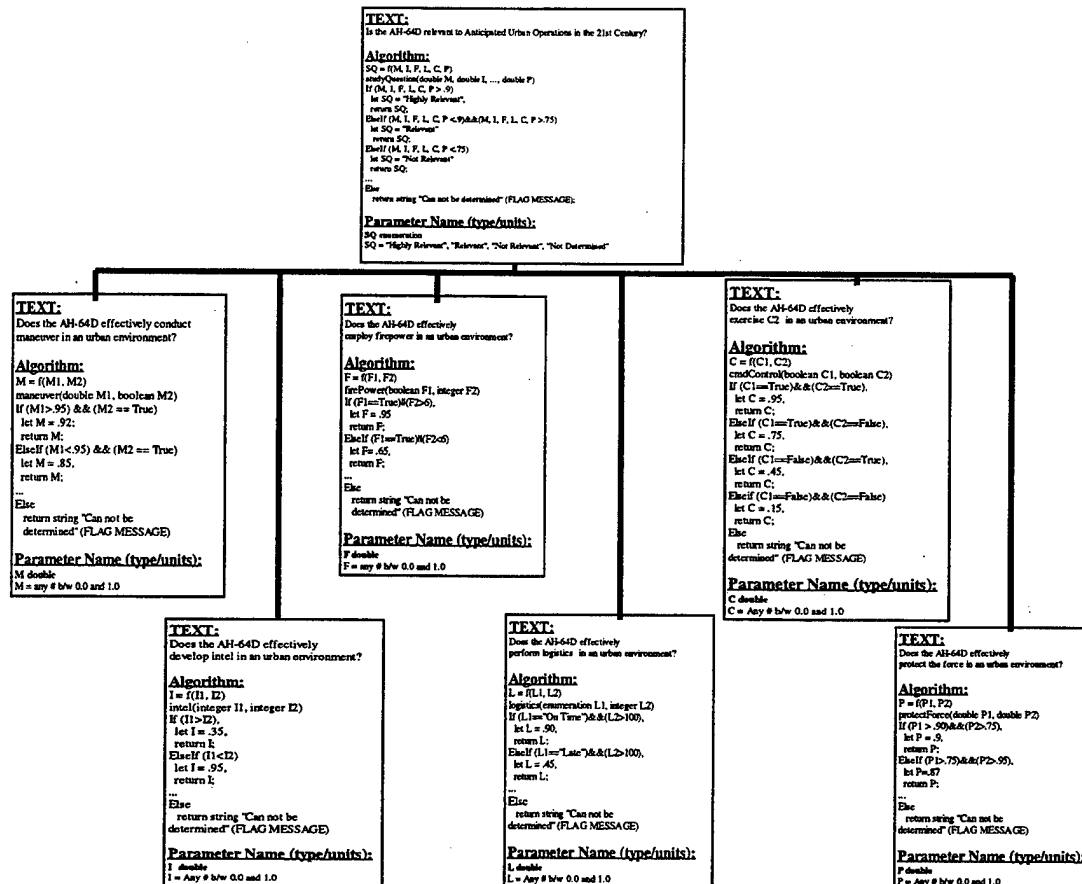 TEXT:
Is the AH-64D relevant to Anticipated Urban Operations in the 21st Century?
Algorithm:
SQ = f(M, I, F, L, C, P)
studyQuestion(double M, double I, ..., double P)
If (M, I, F, L, C, P > .9)
let SQ = "Highly Relevant",
return SQ;
ElseIf (M, I, F, L, C, P <.9)&&(M, I, F, L, C, P >.75)
let SQ = "Relevant"
return SQ;
ElseIf (M, I, F, L, C, P <.75)
let SQ = "Not Relevant"
return SQ;
...
Else
return string "Can not be determined" (FLAG MESSAGE);
Parameter Name (type/units):
SQ enumeration
SQ = "Highly Relevant", "Relevant", "Not Relevant", "Not Determined"
TEXT:
Does the AH-64D effectively conduct
maneuver in an urban environment?
Algorithm:
M = f(M1, M2)
maneuver(double M1, boolean M2)
If (M1>.95) && (M2 == True)
let M = .92;
return M;
ElseIf (M1<.95) && (M2 == True)
let M = .85,
return M;
...
Else
return string "Can not be
determined" (FLAG MESSAGE)
Parameter Name (type/units):
M double
M = any # b/w 0.0 and 1.0
TEXT:
Does the AH-64D effectively
employ firepower in an urban environment?
Algorithm:
F = f(F1, F2)
firePower(boolean F1, integer F2)
If (F1==True)#(F2>6),
let F = .95
return F;
ElseIf (F1==True)#(F2<6)
let F= .65,
return F;
...
Else
return string "Can not be
determined" (FLAG MESSAGE)
Parameter Name (type/units):
F double
F = any # b/w 0.0 and 1.0
TEXT:
Does the AH-64D effectively
exercise C2 in an urban environment?
Algorithm:
C = f(C1, C2)
cmdControl(boolean C1, boolean C2)
If (C1==True)&&(C2==True),
let C = .95,
return C;
ElseIf (C1==True)&&(C2==False),
let C = .75,
return C;
ElseIf (C1==False)&&(C2==True),
let C = .45,
return C;
Elseif (C1==False)&&(C2==False)
let C = .15,
return C;
Else
return string "Can not be
determined" (FLAG MESSAGE)
Parameter Name (type/units):
C double
C = Any # b/w 0.0 and 1.0
TEXT:
Does the AH-64D effectively
develop intel in an urban environment?
Algorithm:
I = f(I1, I2)
intel(integer I1, integer I2)
If (I1>I2),
let I = .35,
return I;
ElseIf (I1<I2)
let I = .95,
return I;
...
Else
return string "Can not be
determined" (FLAG MESSAGE)
Parameter Name (type/units):
I double
I = Any # b/w 0.0 and 1.0
TEXT:
Does the AH-64D effectively
perform logistics in an urban environment?
Algorithm:
L = f(L1, L2)
logistics(enumeration L1, integer L2)
If (L1=="On Time")&&(L2>100),
let L = .90,
return L;
ElseIf (L1=="Late")&&(L2>100),
let L = .45,
return L;
...
Else
return string "Can not be
determined" (FLAG MESSAGE)
Parameter Name (type/units):
L double
L = Any # b/w 0.0 and 1.0
TEXT:
Does the AH-64D effectively
protect the force in an urban environment?
Algorithm:
P = f(P1, P2)
protectForce(double P1, double P2)
If (P1 > .90)&&(P2>.75),
let P = .9,
return P;
ElseIf (P1>.75)&&(P2>.95),
let P=.87
return P;
...
Else
return string "Can not be
determined" (FLAG MESSAGE)
Parameter Name (type/units):
P double
P = Any # b/w 0.0 and 1.0